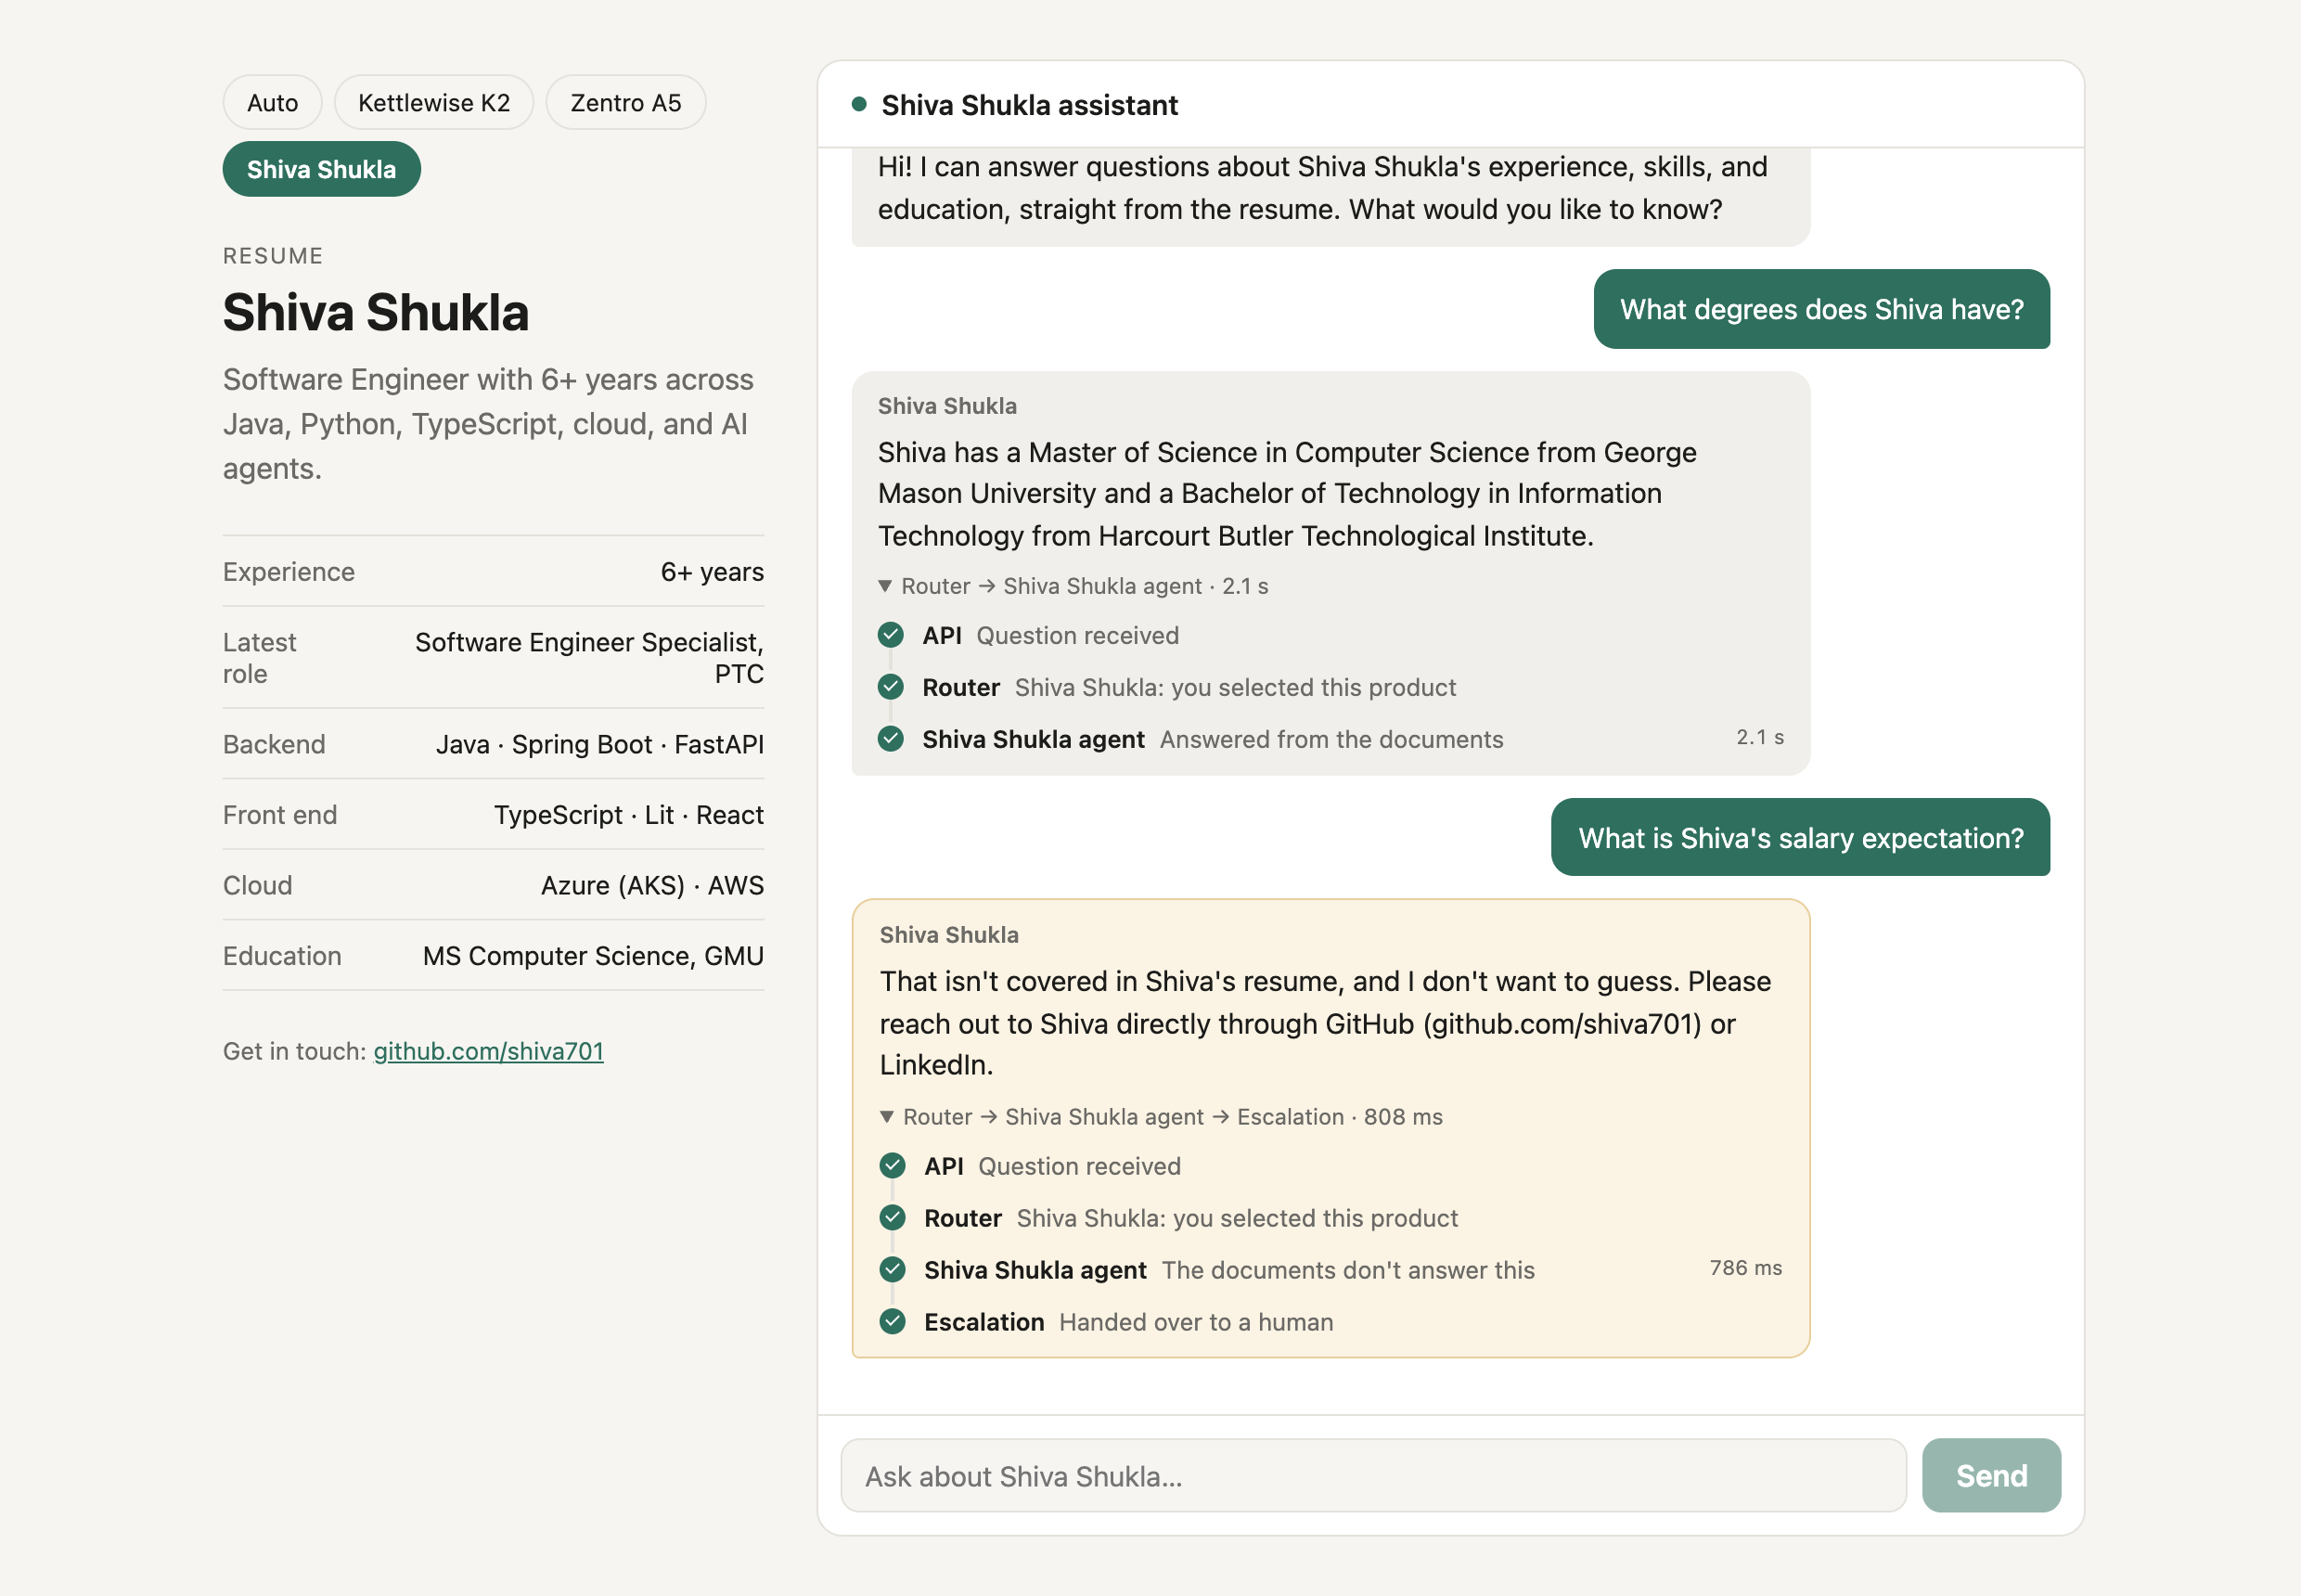 Auto
Kettlewise K2
Zentro A5
Shiva Shukla
RESUME
Shiva Shukla
Software Engineer with 6+ years across
Java, Python, TypeScript, cloud, and AI
agents.
Experience 6+ years
Latest role Software Engineer Specialist, PTC
Backend Java · Spring Boot · FastAPI
Front end TypeScript · Lit · React
Cloud Azure (AKS) · AWS
Education MS Computer Science, GMU
Get in touch: github.com/shiva701
Shiva Shukla assistant
Hi! I can answer questions about Shiva Shukla's experience, skills, and
education, straight from the resume. What would you like to know?
What degrees does Shiva have?
Shiva Shukla
Shiva has a Master of Science in Computer Science from George
Mason University and a Bachelor of Technology in Information
Technology from Harcourt Butler Technological Institute.
▼ Router → Shiva Shukla agent · 2.1 s
API Question received
Router Shiva Shukla: you selected this product
Shiva Shukla agent Answered from the documents 2.1 s
What is Shiva's salary expectation?
Shiva Shukla
That isn't covered in Shiva's resume, and I don't want to guess. Please
reach out to Shiva directly through GitHub (github.com/shiva701) or
LinkedIn.
▼ Router → Shiva Shukla agent → Escalation · 808 ms
API Question received
Router Shiva Shukla: you selected this product
Shiva Shukla agent The documents don't answer this 786 ms
Escalation Handed over to a human
Ask about Shiva Shukla...
Send